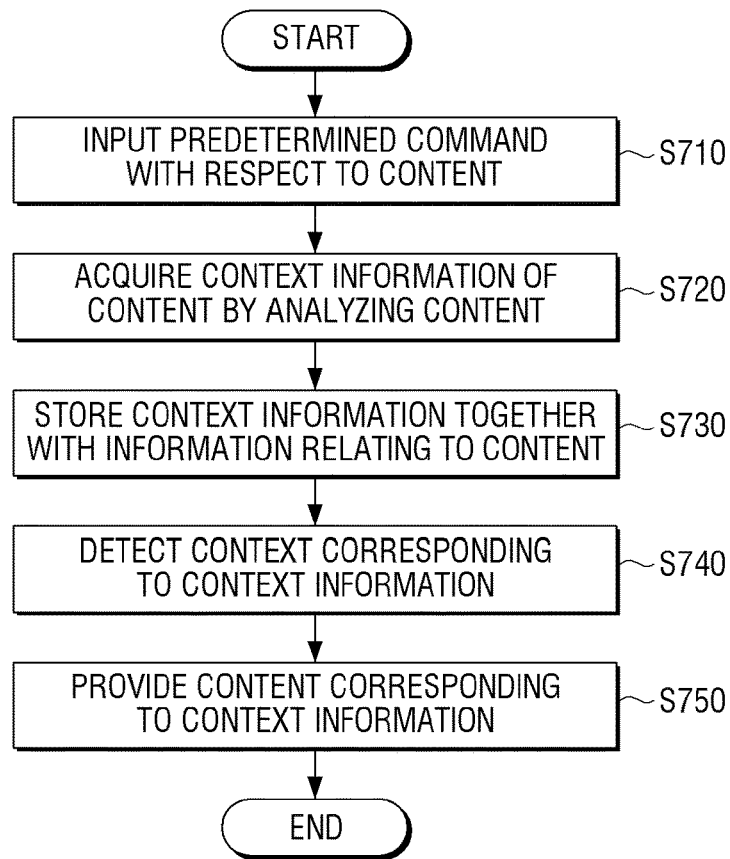 START
INPUT PREDETERMINED COMMAND
WITH RESPECT TO CONTENT
S710
ACQUIRE CONTEXT INFORMATION OF
CONTENT BY ANALYZING CONTENT
S720
STORE CONTEXT INFORMATION TOGETHER
WITH INFORMATION RELATING TO CONTENT
S730
DETECT CONTEXT CORRESPONDING
TO CONTEXT INFORMATION
S740
PROVIDE CONTENT CORRESPONDING
TO CONTEXT INFORMATION
S750
END